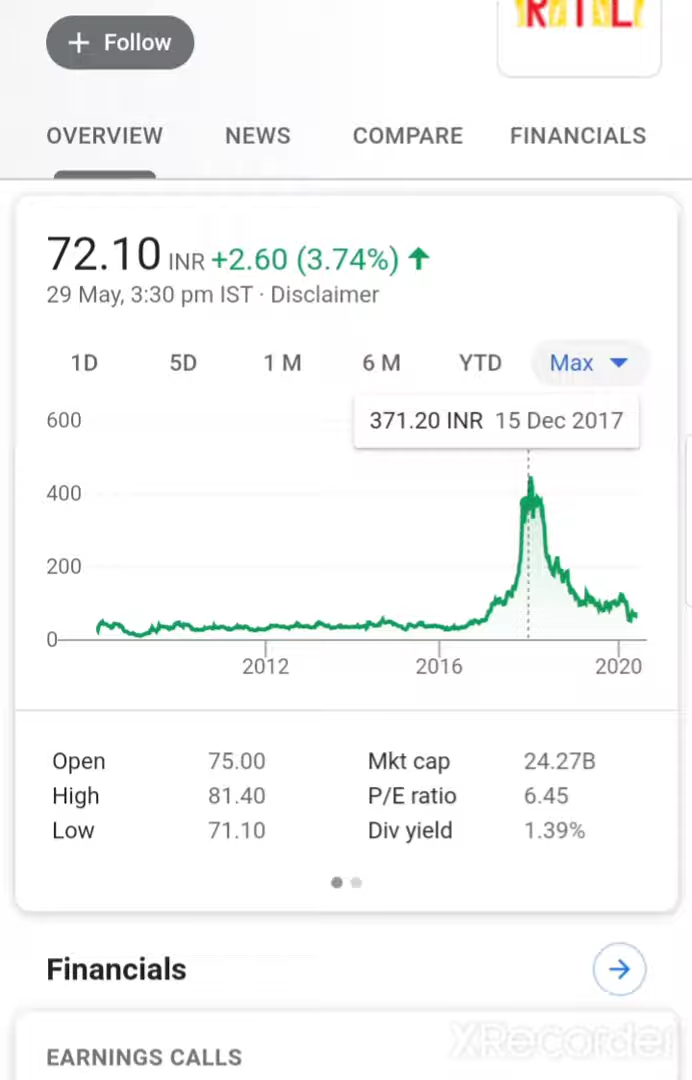 + Follow
OVERVIEW NEWS COMPARE FINANCIALS
72.10 INR +2.60 (3.74%)
29 May, 3:30 pm IST · Disclaimer
1D 5D 1 M 6 M YTD Max
371.20 INR 15 Dec 2017
600
400
200
0
2012 2016 2020
Open 75.00 Mkt cap 24.27B
High 81.40 P/E ratio 6.45
Low 71.10 Div yield 1.39%
Financials
EARNINGS CALLS
XRecorder